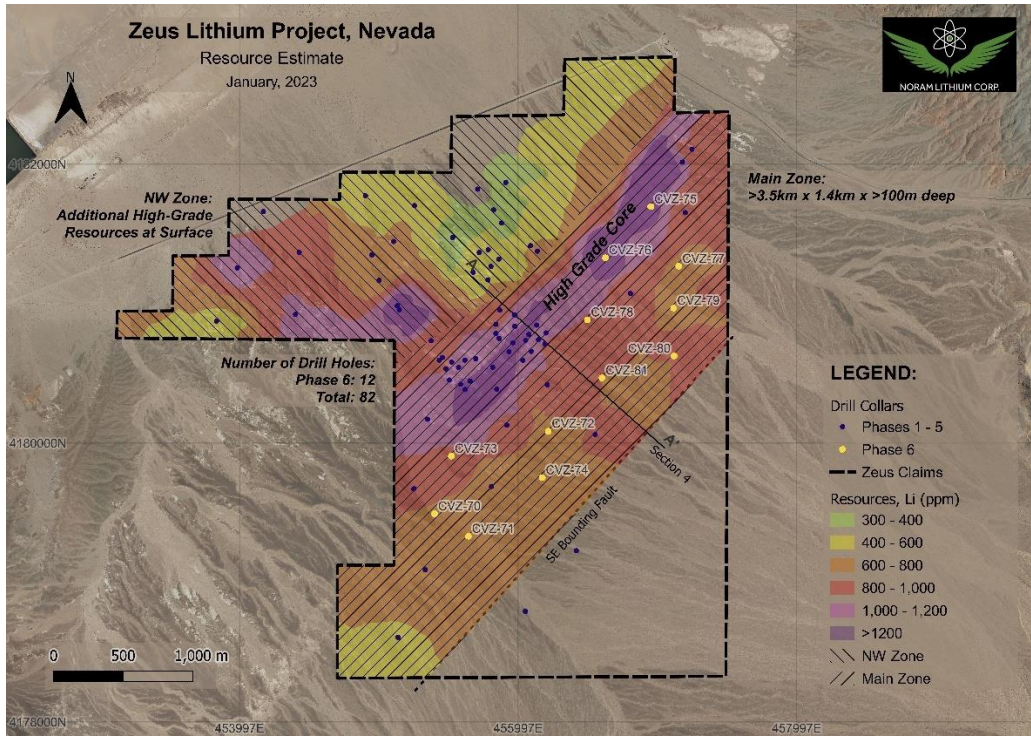 Zeus Lithium Project, Nevada
Resource Estimate
January, 2023
NORAM LITHIUM CORP.
N
4182000N
NW Zone:
Additional High-Grade
Resources at Surface
Main Zone:
>3.5km x 1.4km x >100m deep
High Grade Core
CVZ-75
CVZ-76
CVZ-77
CVZ-79
CVZ-78
CVZ-80
CVZ-81
A
Number of Drill Holes:
Phase 6: 12
Total: 82
CVZ-72
A'
Section 4
CVZ-73
CVZ-74
CVZ-70
CVZ-71
SE Bounding Fault
4180000N
LEGEND:
Drill Collars
Phases 1 - 5
Phase 6
Zeus Claims
Resources, Li (ppm)
300 - 400
400 - 600
600 - 800
800 - 1,000
1,000 - 1,200
>1200
NW Zone
Main Zone
0 500 1,000 m
4178000N
453997E 455997E 457997E